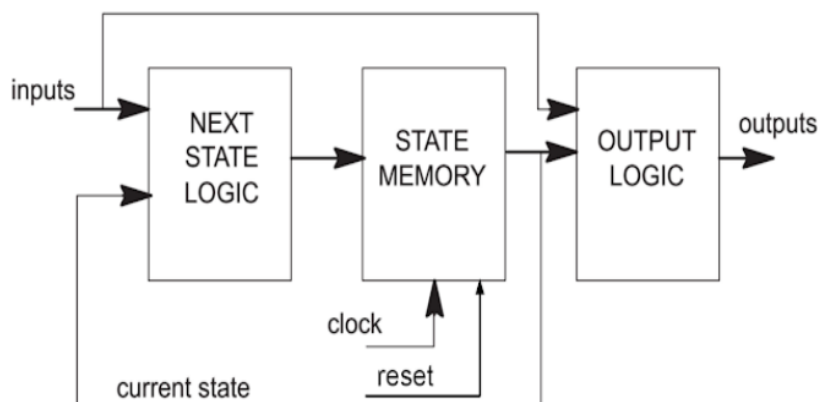 inputs
NEXT
STATE
LOGIC
STATE
MEMORY
OUTPUT
LOGIC
outputs
clock
reset
current state